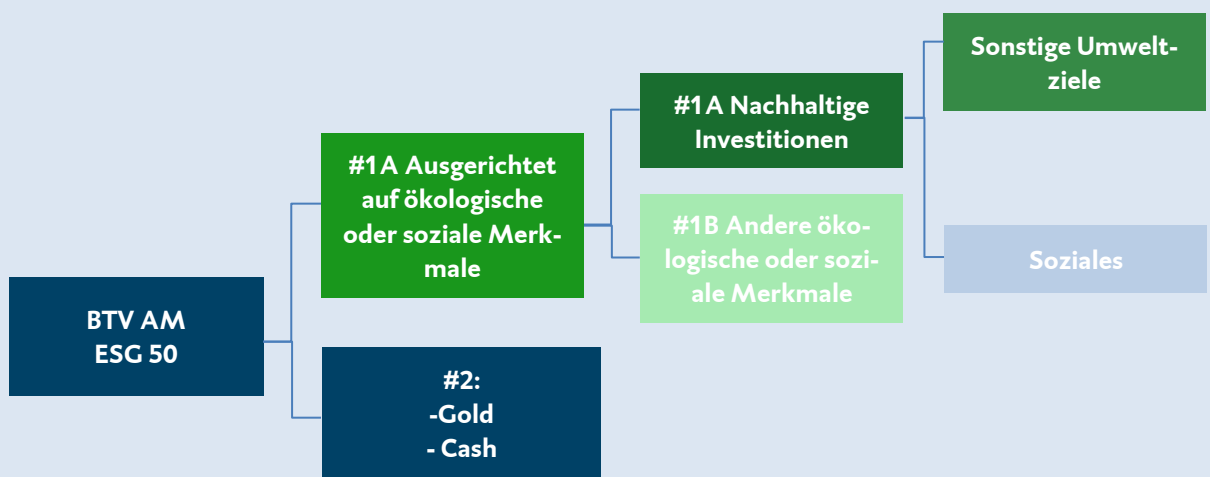 BTV AM
ESG 50
#1 A Ausgerichtet
auf ökologische
oder soziale Merk-
male
#2:
-Gold
- Cash
#1 A Nachhaltige
Investitionen
#1B Andere öko-
logische oder sozi-
ale Merkmale
Sonstige Umwelt-
ziele
Soziales